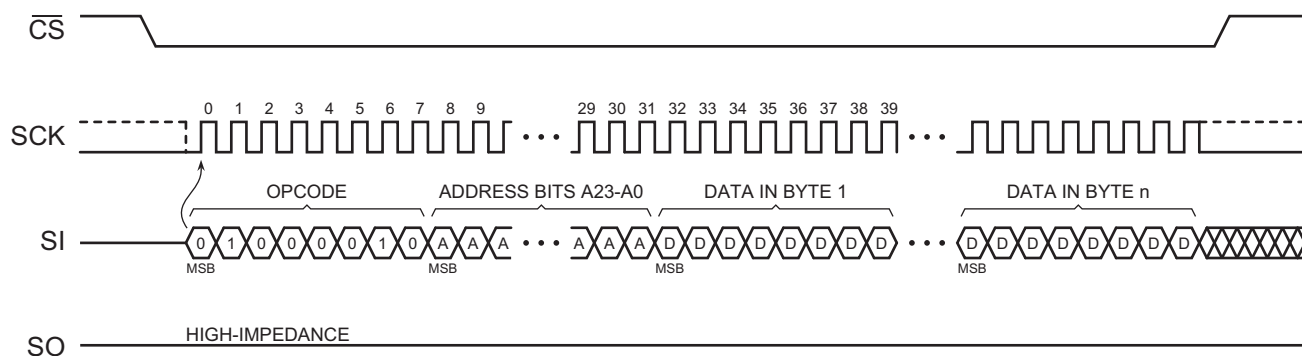 CS
SCK
0 1 2 3 4 5 6 7 8 9 29 30 31 32 33 34 35 36 37 38 39
OPCODE ADDRESS BITS A23-A0 DATA IN BYTE 1 DATA IN BYTE n
SI
0 1 0 0 0 0 1 0 A A A A A A D D D D D D D D D D D D D D D D
MSB MSB MSB MSB
HIGH-IMPEDANCE
SO